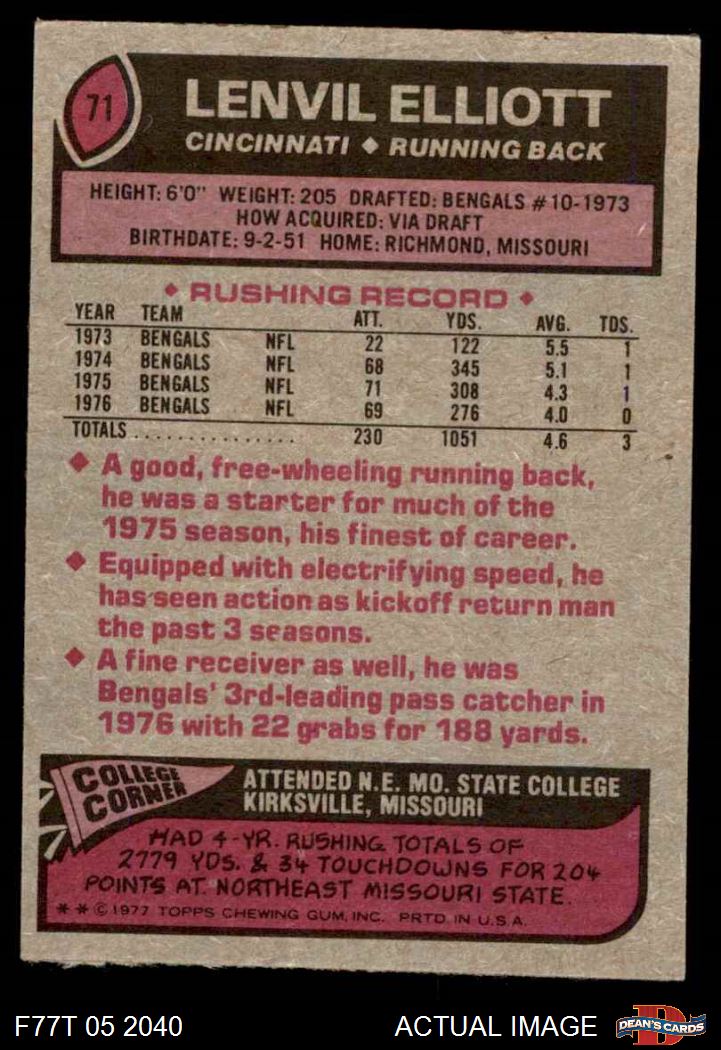 71
LENVIL ELLIOTT
CINCINNATI ◆ RUNNING BACK
HEIGHT: 6'0" WEIGHT: 205 DRAFTED: BENGALS #10-1973
HOW ACQUIRED: VIA DRAFT
BIRTHDATE: 9-2-51 HOME: RICHMOND, MISSOURI
◆ RUSHING RECORD ◆
YEAR TEAM ATT. YDS. AVG. TDS.
1973 BENGALS NFL 22 122 5.5 1
1974 BENGALS NFL 68 345 5.1 1
1975 BENGALS NFL 71 308 4.3 1
1976 BENGALS NFL 69 276 4.0 0
TOTALS . . . . . . . . . . . . . . . 230 1051 4.6 3
◆ A good, free-wheeling running back,
he was a starter for much of the
1975 season, his finest of career.
◆ Equipped with electrifying speed, he
has seen action as kickoff return man
the past 3 seasons.
◆ A fine receiver as well, he was
Bengals' 3rd-leading pass catcher in
1976 with 22 grabs for 188 yards.
COLLEGE
CORNER
ATTENDED N.E. MO. STATE COLLEGE
KIRKSVILLE, MISSOURI
HAD 4-YR. RUSHING TOTALS OF
2779 YDS. & 34 TOUCHDOWNS FOR 204
POINTS AT NORTHEAST MISSOURI STATE.
** © 1977 TOPPS CHEWING GUM, INC. PRTD. IN U.S.A.
F77T 05 2040 ACTUAL IMAGE
D
DEAN'S CARDS